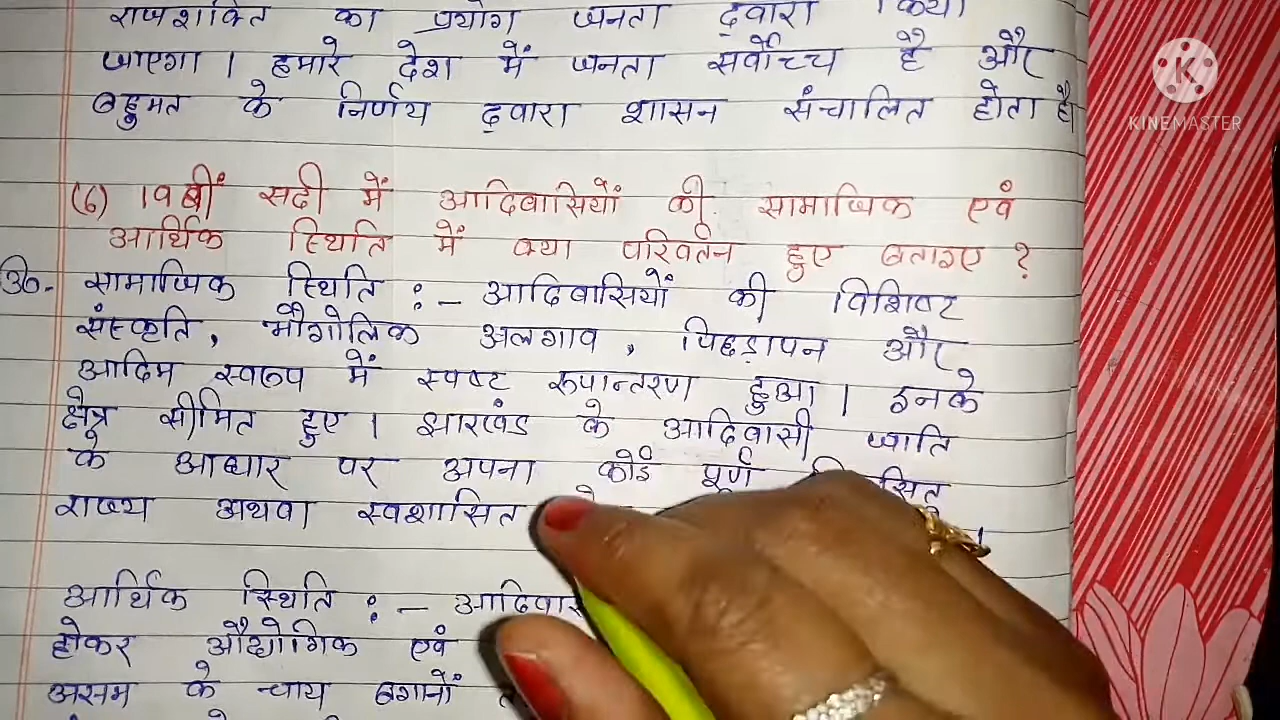 राजशक्ति का प्रयोग जनता द्वारा किया
जाएगा । हमारे देश में जनता सर्वोच्च है और
बहुमत के निर्णय द्वारा शासन संचालित होता है
(6) 19वीं सदी में आदिवासियों की सामाजिक एवं
आर्थिक स्थिति में क्या परिवर्तन हुए बताइए ?
उ०- सामाजिक स्थिति :- आदिवासियों की विशिष्ट
संस्कृति, भौगोलिक अलगाव, पिछड़ापन और
आदिम स्वरूप में स्पष्ट रूपान्तरण हुआ । इनके
क्षेत्र सीमित हुए । झारखंड के आदिवासी जाति
के आधार पर अपना कोई पूर्ण
राज्य अथवा स्वशासित
आर्थिक स्थिति :-
होकर औद्योगिक एवं
असम के चाय बगानों
KINEMASTER